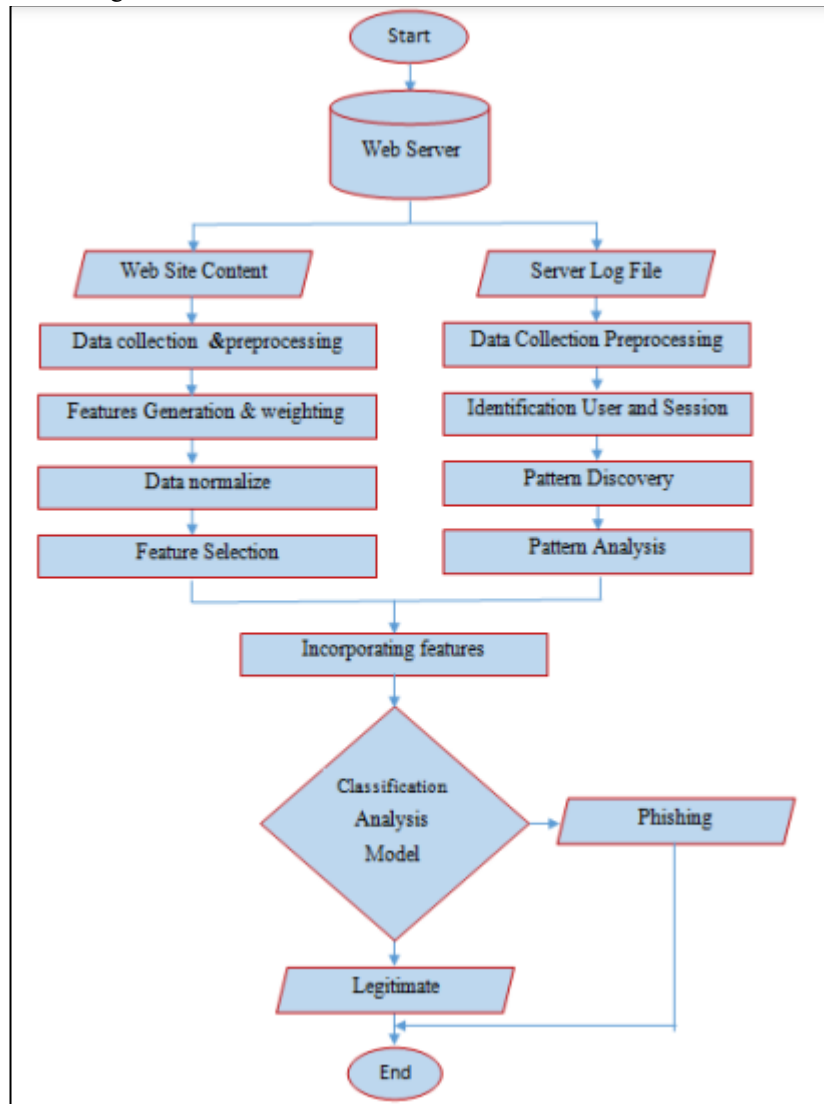 Start
Web Server
Web Site Content
Server Log File
Data collection &preprocessing
Data Collection Preprocessing
Features Generation & weighting
Identification User and Session
Data normalize
Pattern Discovery
Feature Selection
Pattern Analysis
Incorporating features
Classification
Analysis
Model
Phishing
Legitimate
End